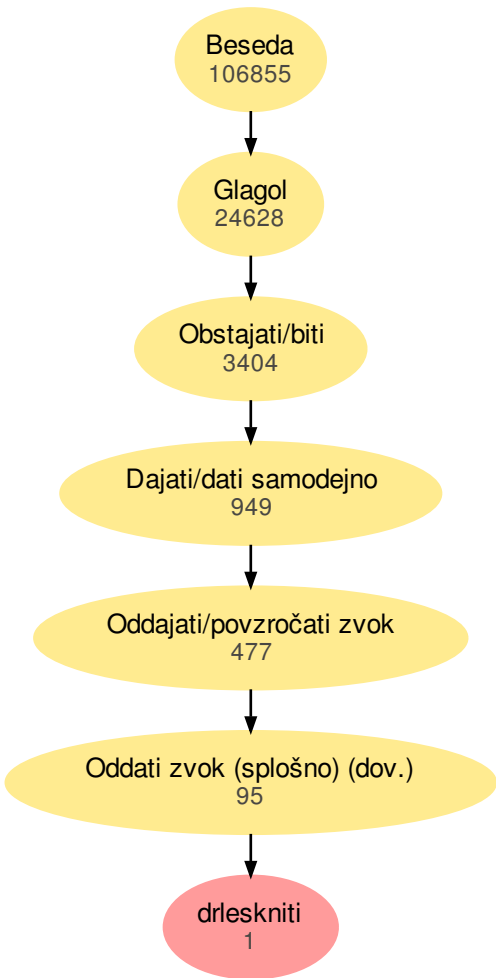 Beseda
106855
Glagol
24628
Obstajati/biti
3404
Dajati/dati samodejno
949
Oddajati/povzročati zvok
477
Oddati zvok (splošno) (dov.)
95
drleskniti
1